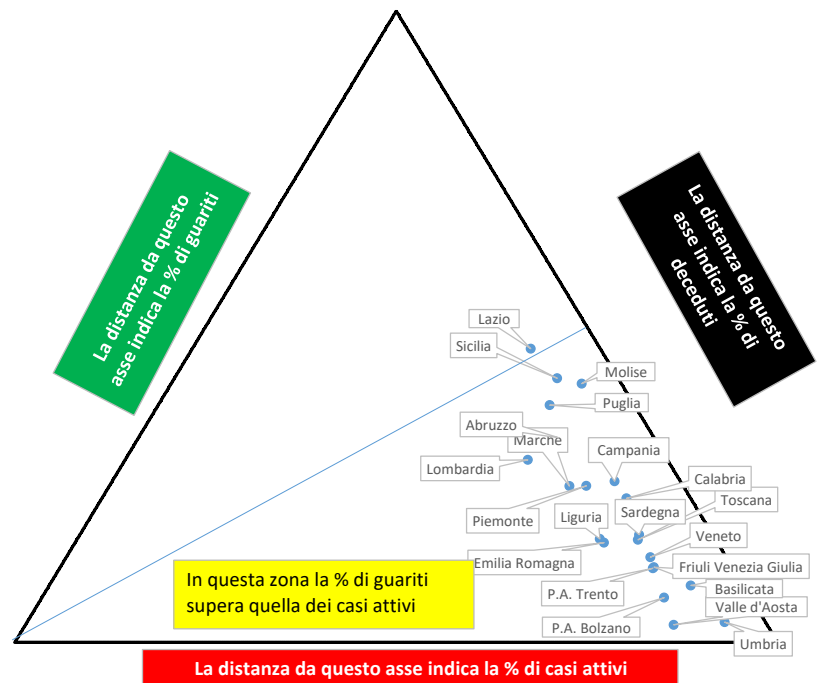 La distanza da questo
asse indica la % di guariti
La distanza da questo
asse indica la % di
deceduti
Lazio
Sicilia
Molise
Puglia
Abruzzo
Marche
Campania
Lombardia
Calabria
Toscana
Piemonte
Liguria
Sardegna
Veneto
Emilia Romagna
Friuli Venezia Giulia
P.A. Trento
Basilicata
Valle d'Aosta
P.A. Bolzano
Umbria
In questa zona la % di guariti
supera quella dei casi attivi
La distanza da questo asse indica la % di casi attivi